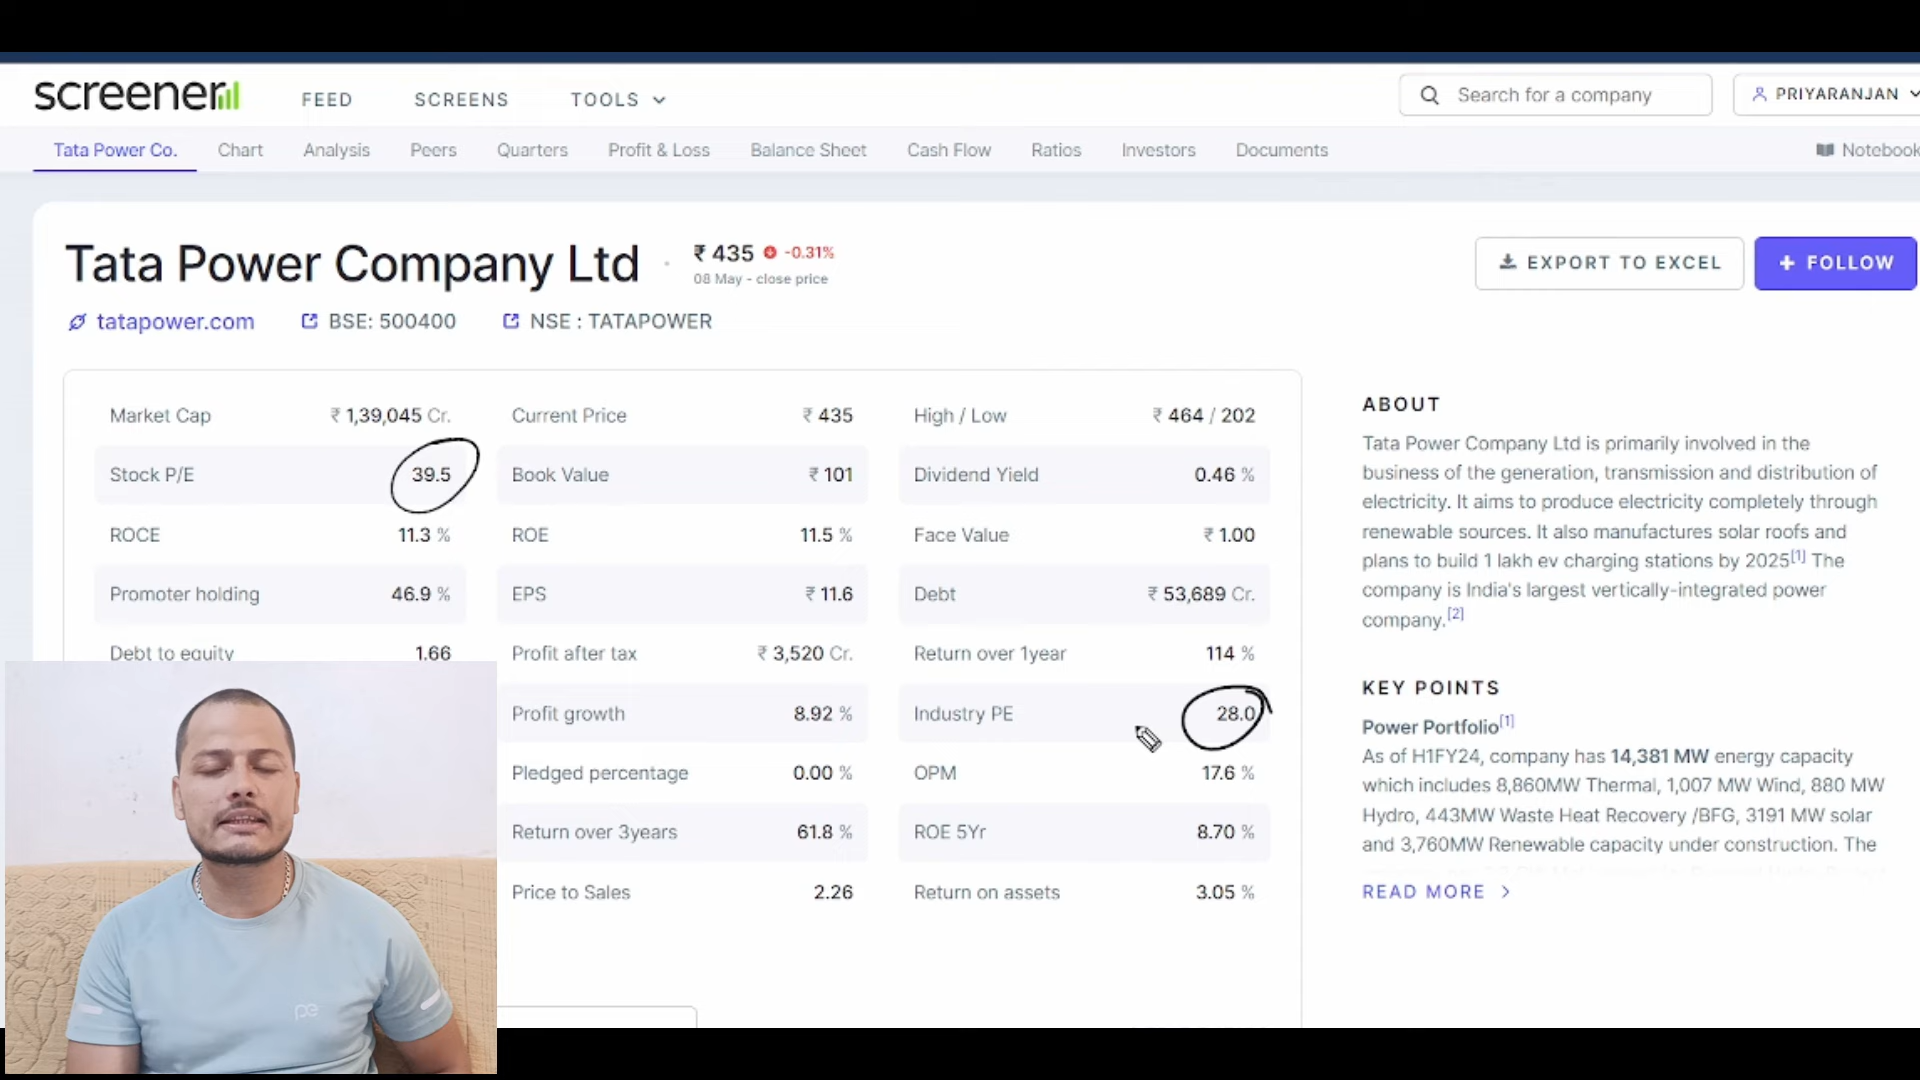 screener
FEED SCREENS TOOLS
Search for a company
PRIYARANJAN
Tata Power Co. Chart Analysis Peers Quarters Profit & Loss Balance Sheet Cash Flow Ratios Investors Documents Notebook
Tata Power Company Ltd
₹ 435 -0.31%
08 May - close price
EXPORT TO EXCEL
+ FOLLOW
tatapower.com BSE: 500400 NSE : TATAPOWER
Market Cap ₹ 1,39,045 Cr. Current Price ₹ 435 High / Low ₹ 464 / 202
Stock P/E 39.5 Book Value ₹ 101 Dividend Yield 0.46 %
ROCE 11.3 % ROE 11.5 % Face Value ₹ 1.00
Promoter holding 46.9 % EPS ₹ 11.6 Debt ₹ 53,689 Cr.
Debt to equity 1.66 Profit after tax ₹ 3,520 Cr. Return over 1year 114 %
Profit growth 8.92 % Industry PE 28.0
Pledged percentage 0.00 % OPM 17.6 %
Return over 3years 61.8 % ROE 5Yr 8.70 %
Price to Sales 2.26 Return on assets 3.05 %
ABOUT
Tata Power Company Ltd is primarily involved in the
business of the generation, transmission and distribution of
electricity. It aims to produce electricity completely through
renewable sources. It also manufactures solar roofs and
plans to build 1 lakh ev charging stations by 2025[1] The
company is India's largest vertically-integrated power
company.[2]
KEY POINTS
Power Portfolio[1]
As of H1FY24, company has 14,381 MW energy capacity
which includes 8,860MW Thermal, 1,007 MW Wind, 880 MW
Hydro, 443MW Waste Heat Recovery /BFG, 3191 MW solar
and 3,760MW Renewable capacity under construction. The
READ MORE
pe